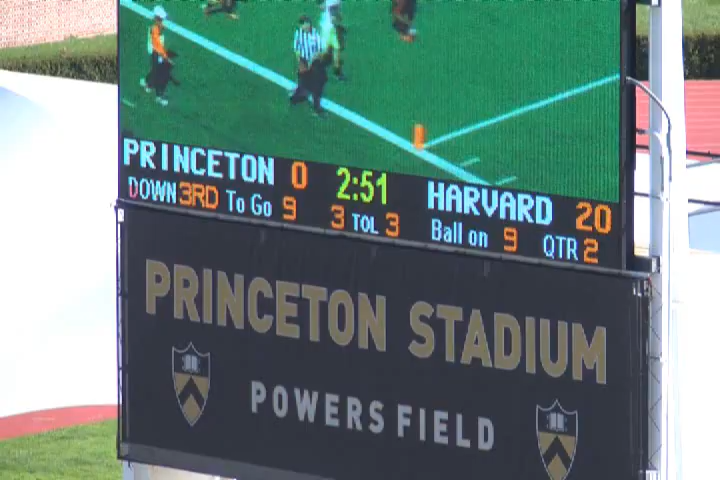 PRINCETON 0 2:51 HARVARD 20
DOWN 3RD To Go 9 3 TOL 3 Ball on 9 QTR 2
PRINCETON STADIUM
POWERS FIELD